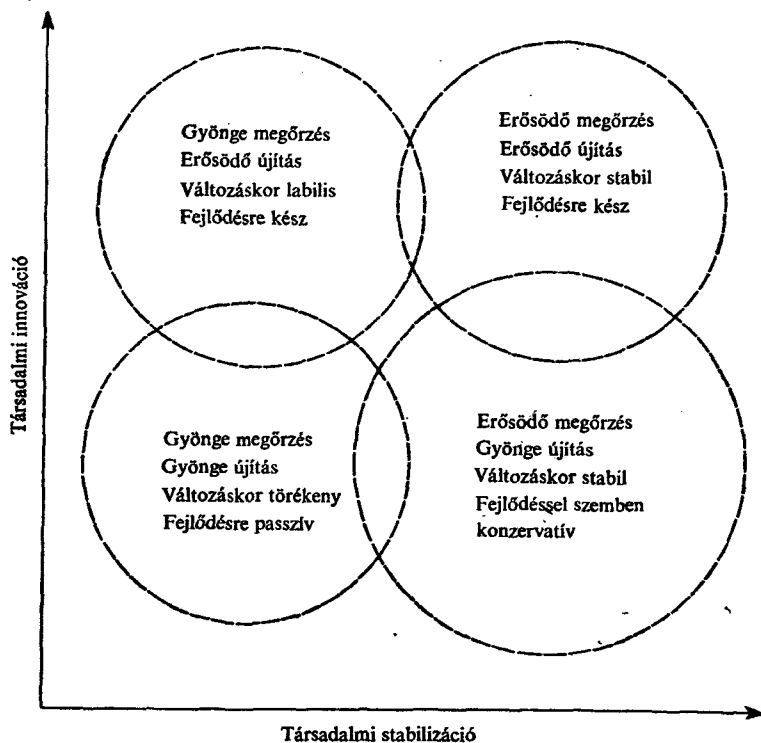 Gyönge megőrzés
Erősödő újítás
Változáskor labilis
Fejlődésre kész
Erősödő megőrzés
Erősödő újítás
Változáskor stabil
Fejlődésre kész
Társadalmi innováció
Gyönge megőrzés
Gyönge újítás
Változáskor törékeny
Fejlődésre passzív
Erősödő megőrzés
Gyönge újítás
Változáskor stabil
Fejlődéssel szemben
konzervatív
Társadalmi stabilizáció